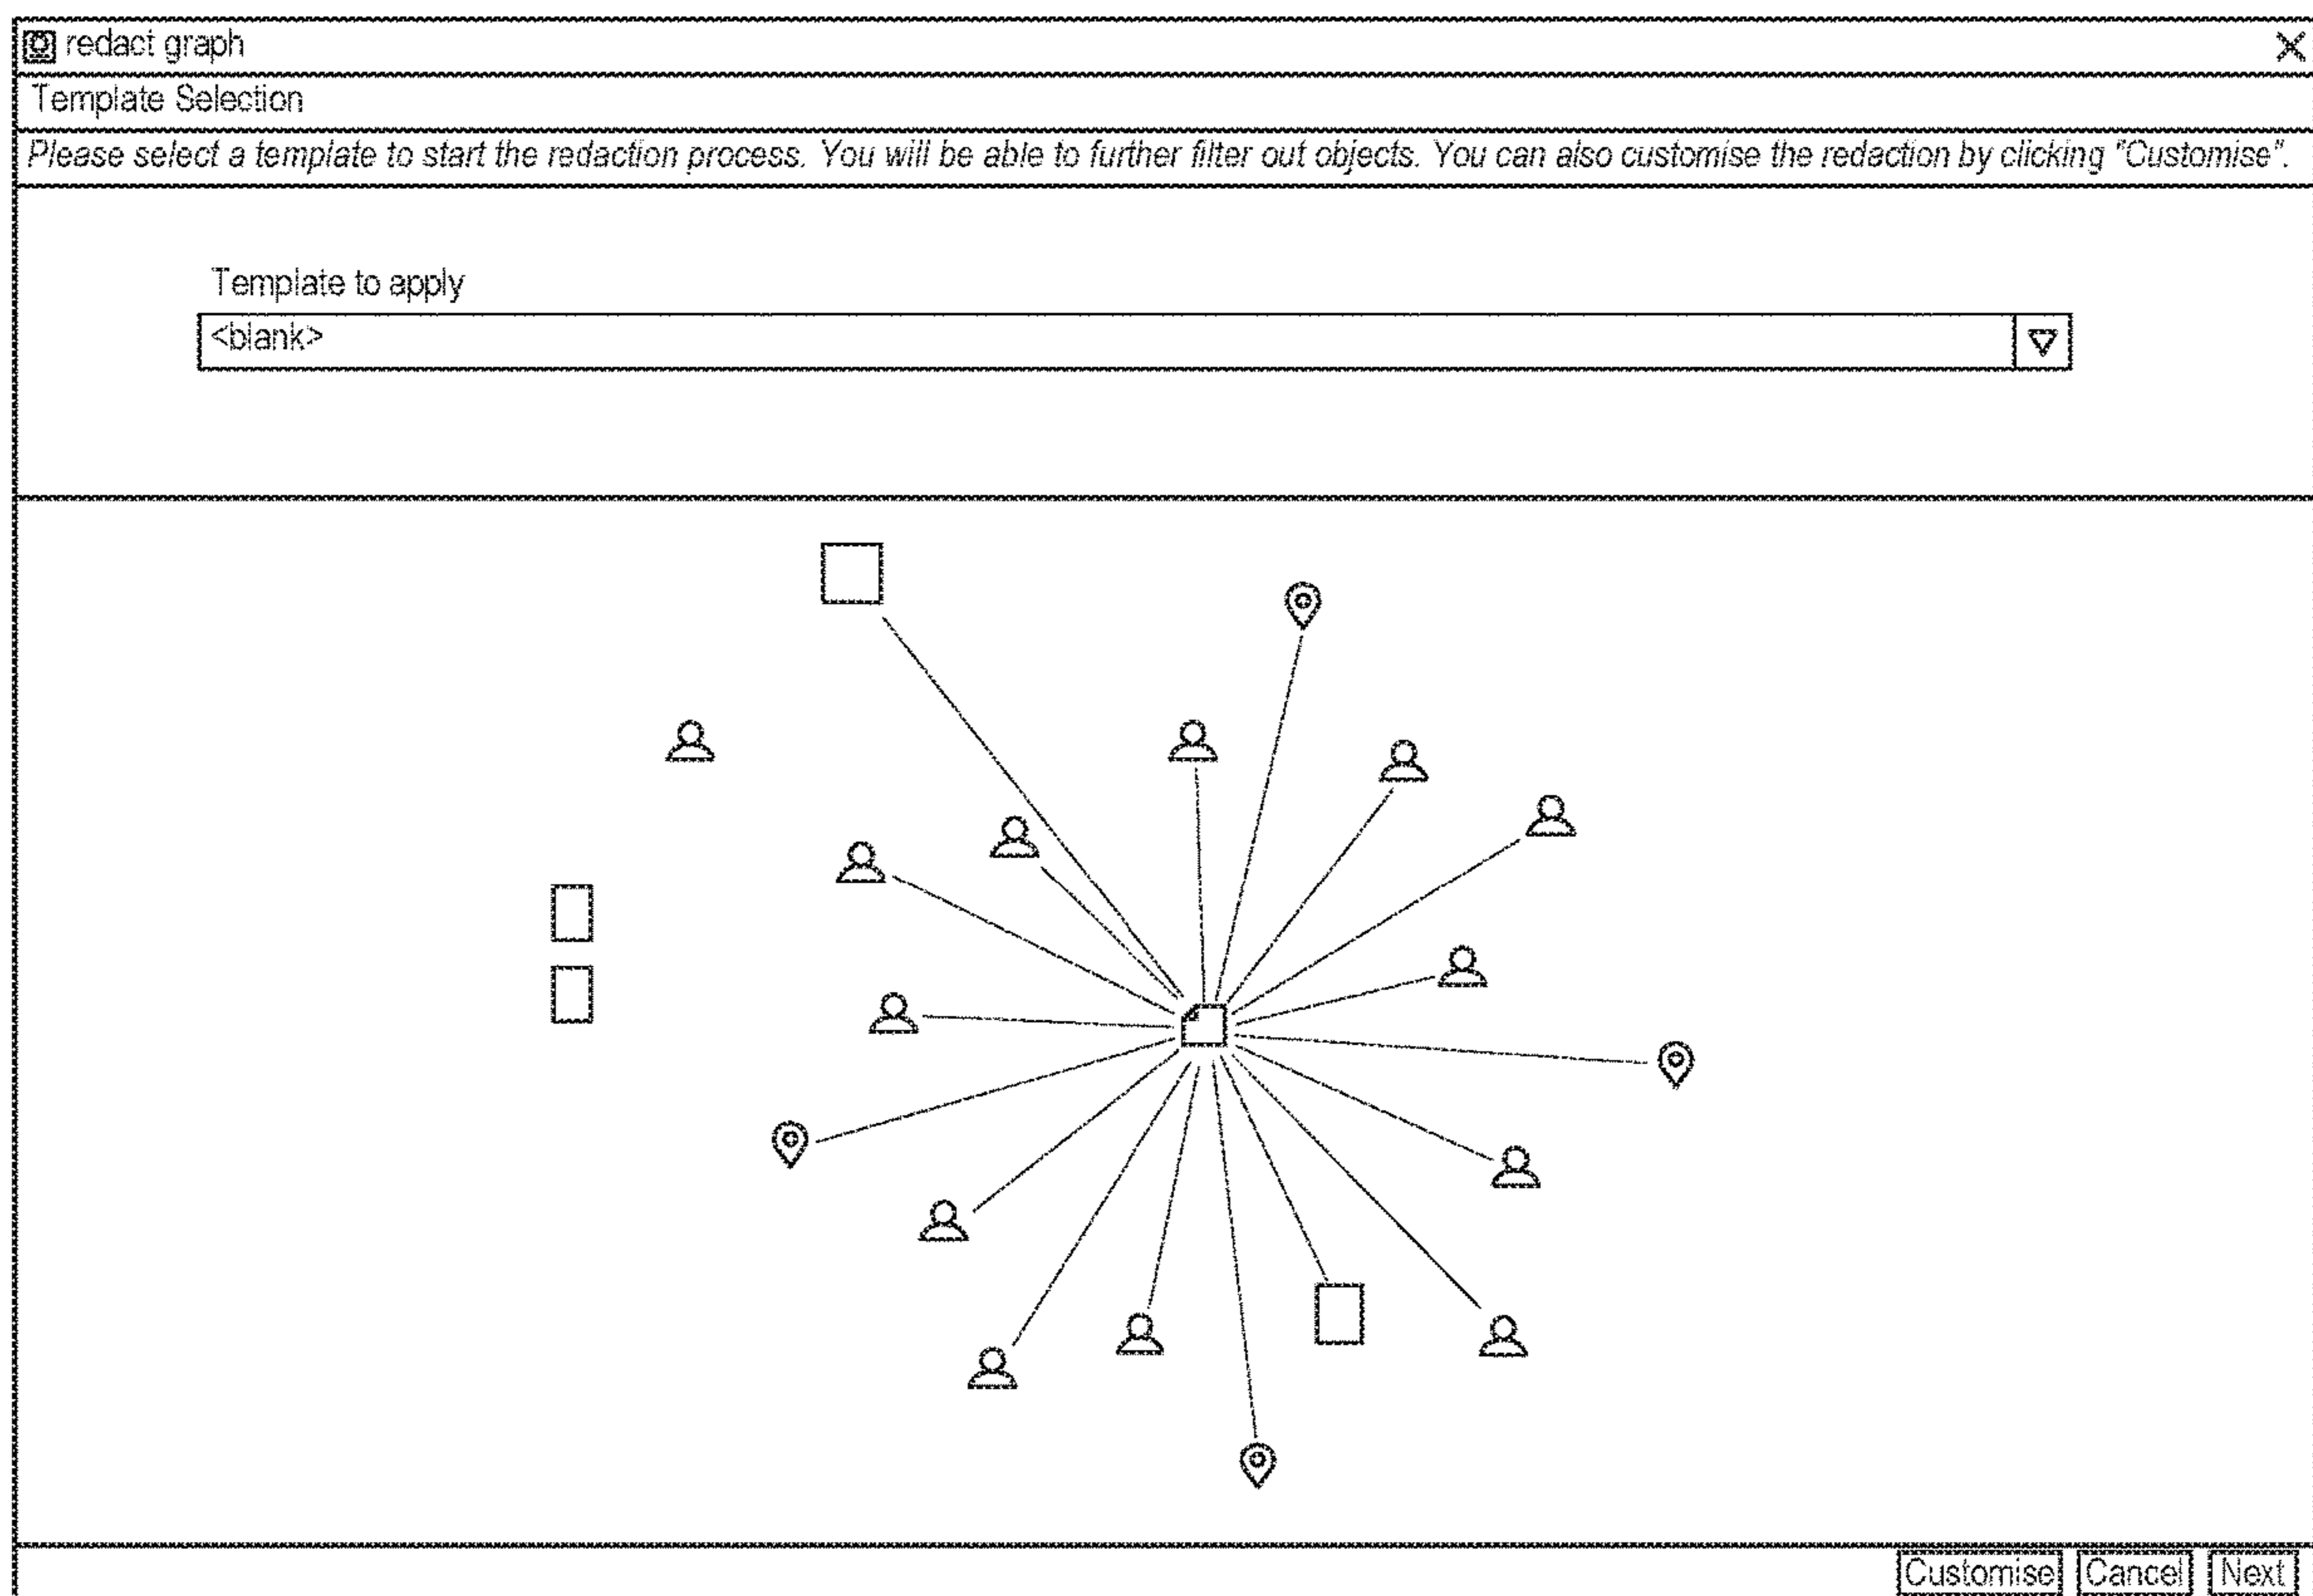 redact graph
Template Selection
Please select a template to start the redaction process. You will be able to further filter out objects. You can also customise the redaction by clicking "Customise".
Template to apply
<blank>
Customise Cancel Next